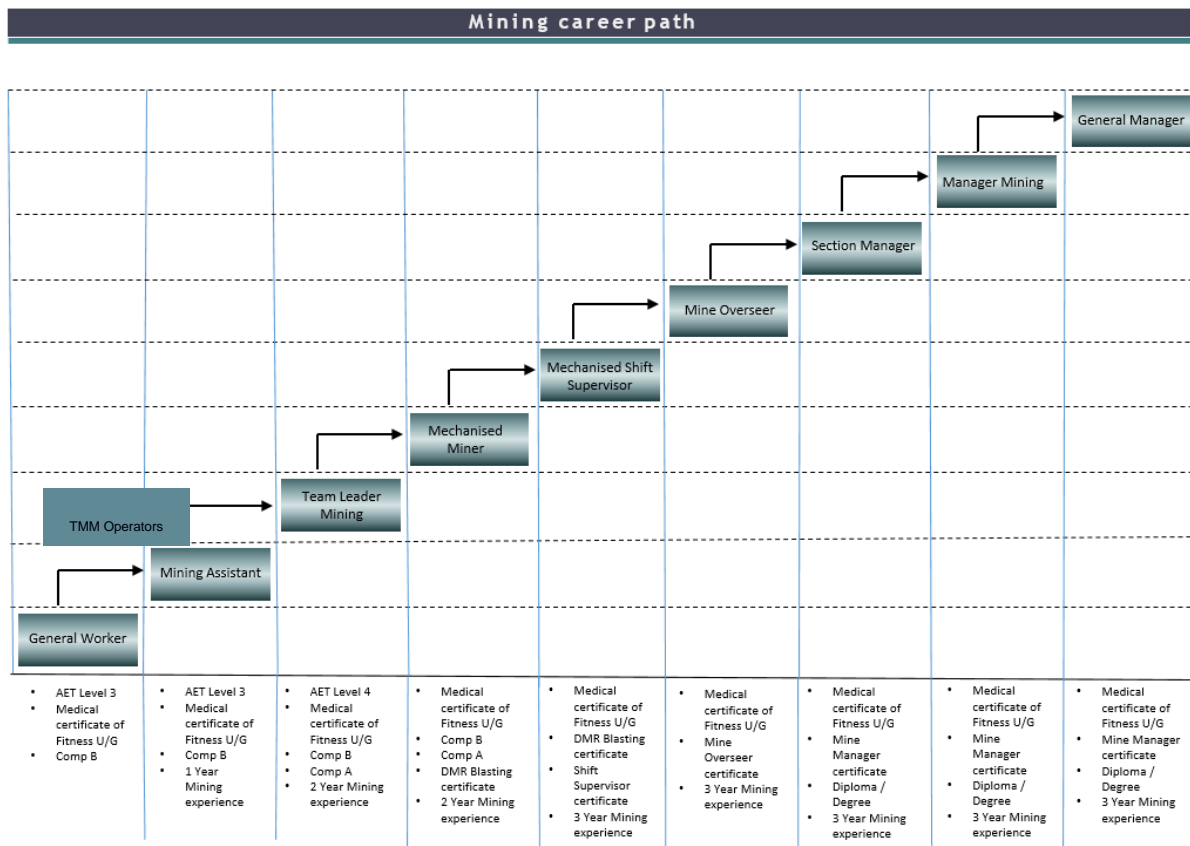 Mining career path
General Manager
Manager Mining
Section Manager
Mine Overseer
Mechanised Shift
Supervisor
Mechanised
Miner
Team Leader
Mining
TMM Operators
Mining Assistant
General Worker
• AET Level 3
• Medical
certificate of
Fitness U/G
• Comp B
• AET Level 3
• Medical
certificate of
Fitness U/G
• Comp B
• 1 Year
Mining
experience
• AET Level 4
• Medical
certificate of
Fitness U/G
• Comp B
• Comp A
• 2 Year Mining
experience
• Medical
certificate of
Fitness U/G
• Comp B
• Comp A
• DMR Blasting
certificate
• 2 Year Mining
experience
• Medical
certificate of
Fitness U/G
• DMR Blasting
certificate
• Shift
Supervisor
certificate
• 3 Year Mining
experience
• Medical
certificate of
Fitness U/G
• Mine
Overseer
certificate
• 3 Year Mining
experience
• Medical
certificate of
Fitness U/G
• Mine
Manager
certificate
• Diploma /
Degree
• 3 Year Mining
experience
• Medical
certificate of
Fitness U/G
• Mine
Manager
certificate
• Diploma /
Degree
• 3 Year Mining
experience
• Medical
certificate of
Fitness U/G
• Mine Manager
certificate
• Diploma /
Degree
• 3 Year Mining
experience